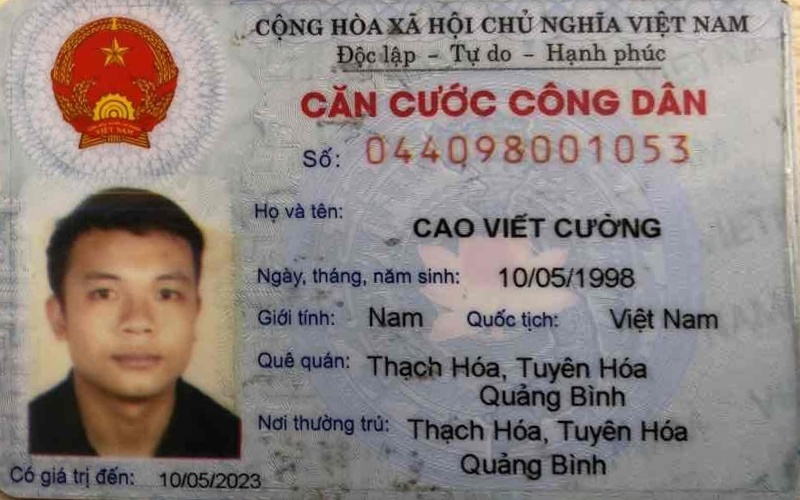 CỘNG HÒA XÃ HỘI CHỦ NGHĨA VIỆT NAM
Độc lập – Tự do – Hạnh phúc
CĂN CƯỚC CÔNG DÂN
Số: 044098001053
Họ và tên:
CAO VIẾT CƯỜNG
Ngày, tháng, năm sinh: 10/05/1998
Giới tính: Nam Quốc tịch: Việt Nam
Quê quán: Thạch Hóa, Tuyên Hóa
Quảng Bình
Nơi thường trú: Thạch Hóa, Tuyên Hóa
Quảng Bình
Có giá trị đến: 10/05/2023